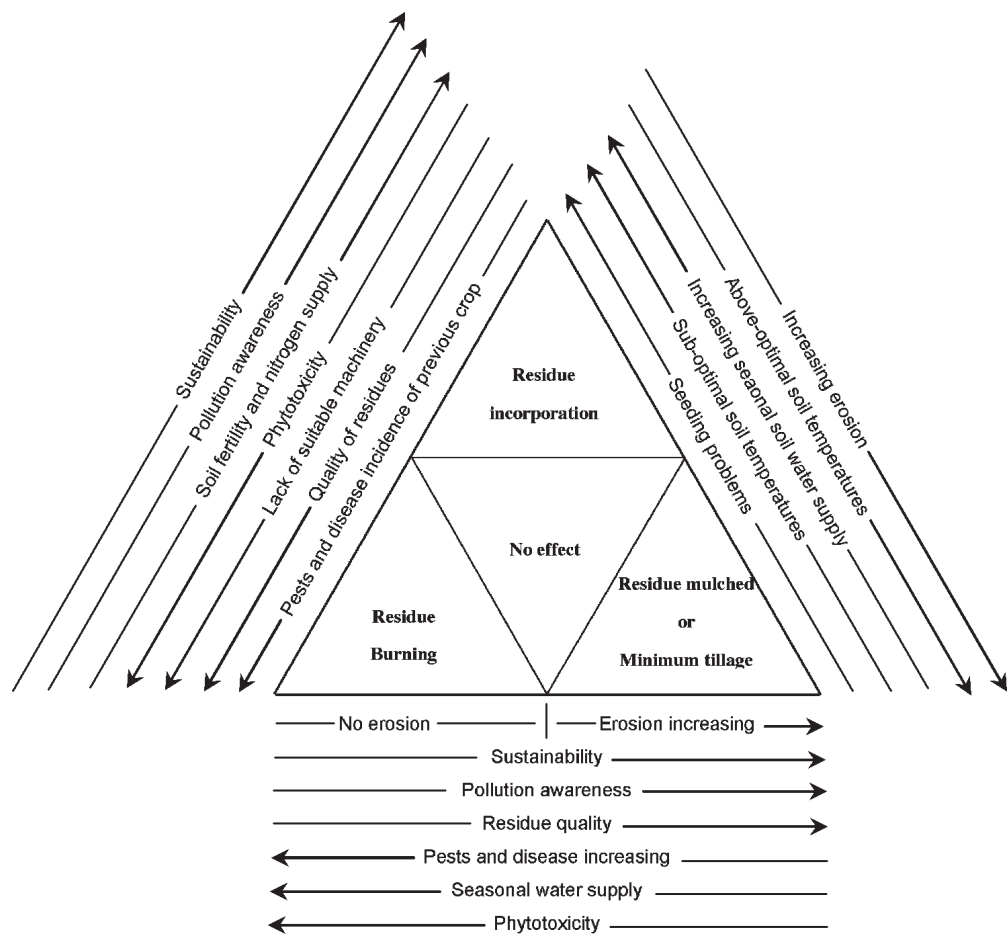 Sustainability
Pollution awareness
Soil fertility and nitrogen supply
Phytotoxicity
Lack of suitable machinery
Quality of residues
Pests and disease incidence of previous crop
Increasing erosion
Above-optimal soil temperatures
Increasing seaonal soil water supply
Sub-optimal soil temperatures
Seeding problems
Residue
incorporation
No effect
Residue
Burning
Residue mulched
or
Minimum tillage
No erosion
Erosion increasing
Sustainability
Pollution awareness
Residue quality
Pests and disease increasing
Seasonal water supply
Phytotoxicity